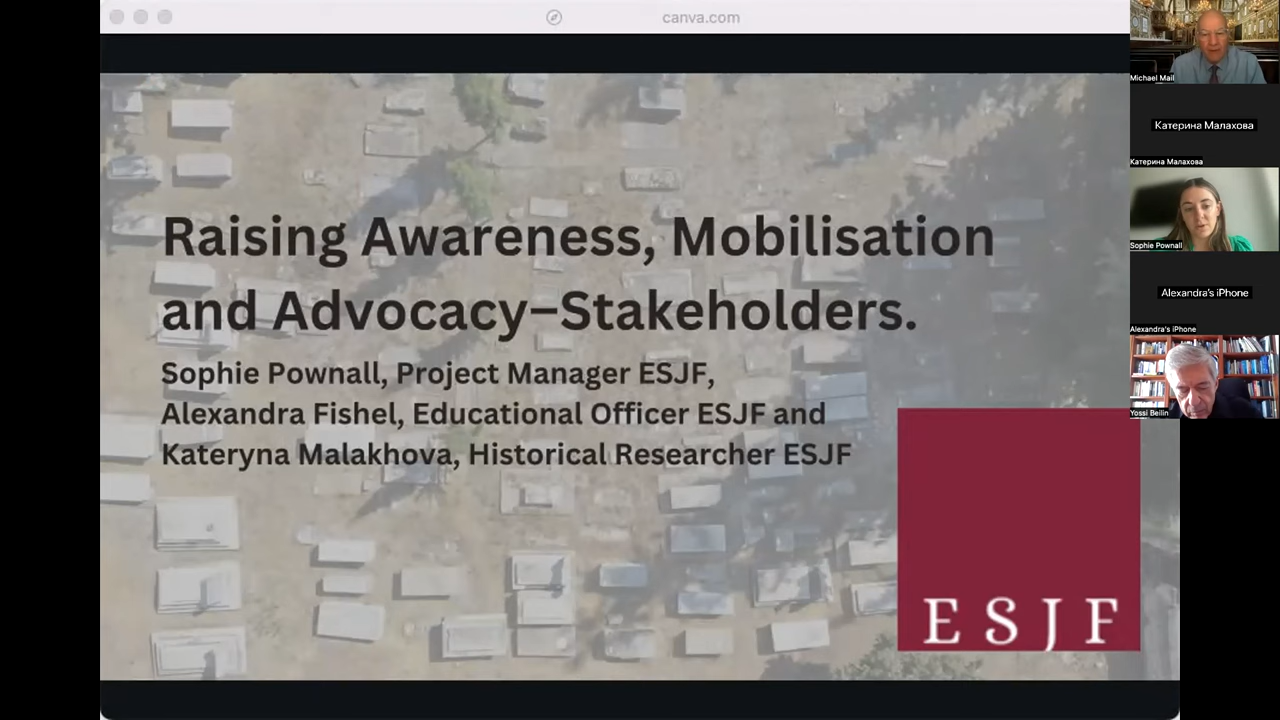 canva.com
Raising Awareness, Mobilisation
and Advocacy–Stakeholders.
Sophie Pownall, Project Manager ESJF,
Alexandra Fishel, Educational Officer ESJF and
Kateryna Malakhova, Historical Researcher ESJF
ESJF
Michael Mail
Катерина Малахова
Катерина Малахова
Sophie Pownall
Alexandra's iPhone
Alexandra's iPhone
Yossi Beilin